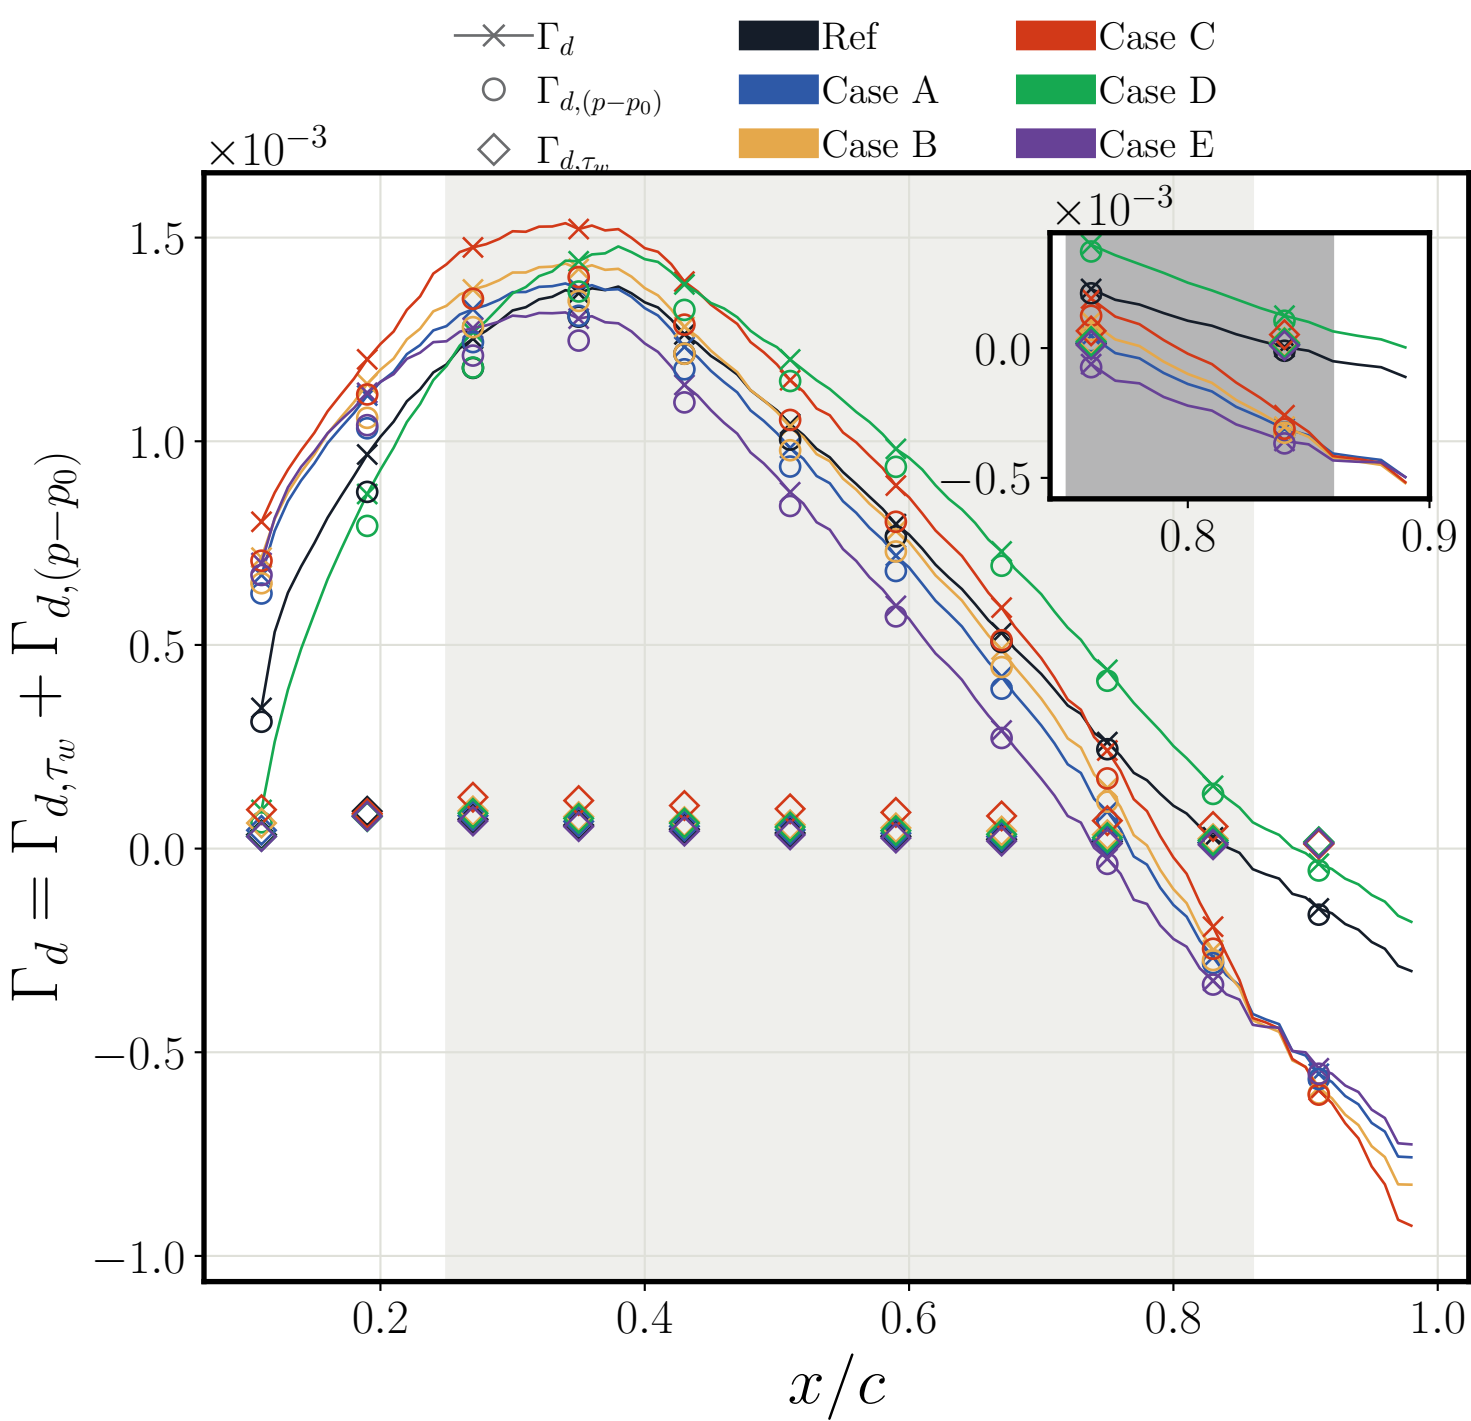 Γ_d Ref Case C
Γ_{d,(p−p_0)} Case A Case D
Γ_{d,τ_w} Case B Case E
×10^{−3}
1.5
1.0
0.5
0.0
−0.5
−1.0
Γ_d = Γ_{d,τ_w} + Γ_{d,(p−p_0)}
×10^{−3}
0.0
−0.5
0.8 0.9
0.2 0.4 0.6 0.8 1.0
x/c